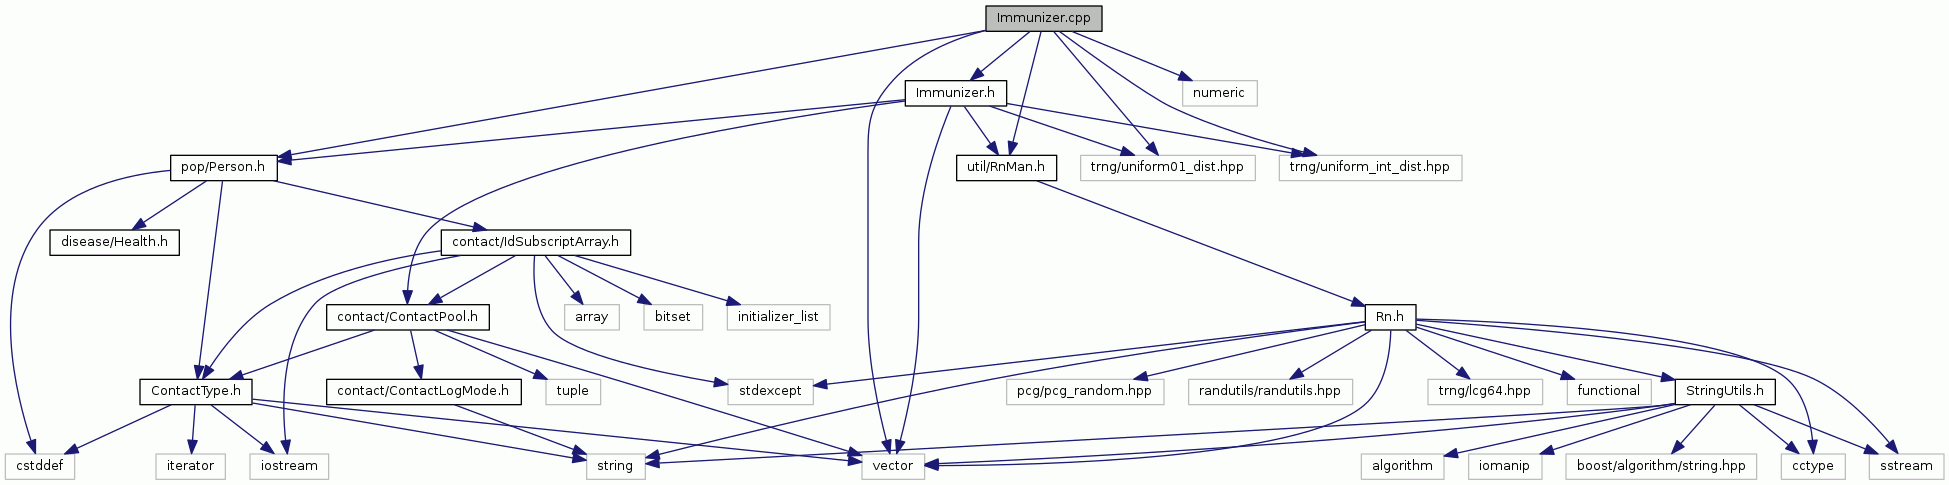 Immunizer.cpp
Immunizer.h
numeric
pop/Person.h
util/RnMan.h
trng/uniform01_dist.hpp
trng/uniform_int_dist.hpp
disease/Health.h
contact/IdSubscriptArray.h
contact/ContactPool.h
array
bitset
initializer_list
Rn.h
ContactType.h
contact/ContactLogMode.h
tuple
stdexcept
pcg/pcg_random.hpp
randutils/randutils.hpp
trng/lcg64.hpp
functional
StringUtils.h
cstddef
iterator
iostream
string
vector
algorithm
iomanip
boost/algorithm/string.hpp
cctype
sstream